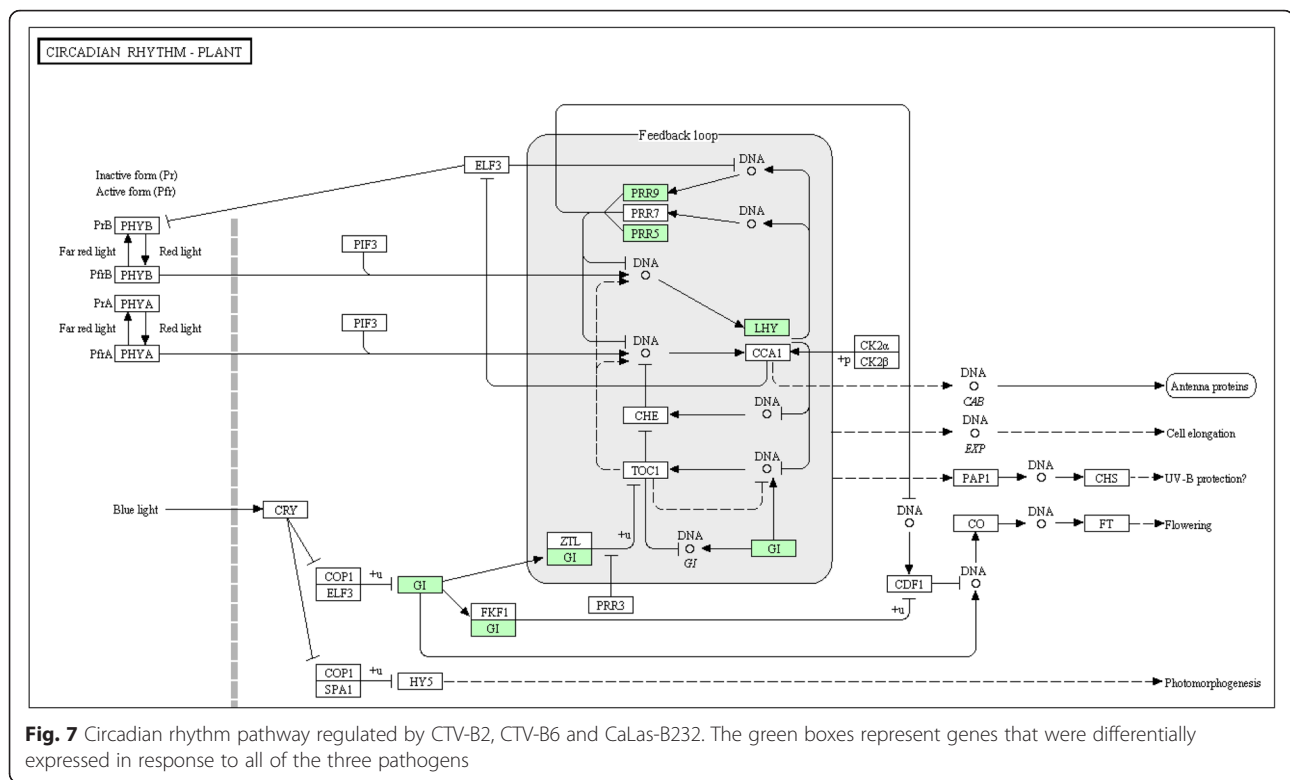 CIRCADIAN RHYTHM - PLANT
Feedback loop
DNA
ELF3
Inactive form (Pr)
Active form (Pfr)
PRR9
PRR7
DNA
PRR5
PrB PHYB
Far red light Red light
PIF3
DNA
PfrB PHYB
PrA PHYA
Far red light Red light
PIF3
LHY
DNA
PfrA PHYA
CCA1
CK2α
+p CK2β
DNA
CAB
Antenna proteins
CHE
DNA
DNA
EXP
Cell elongation
TOC1
DNA
PAP1
DNA
CHS
UV-B protection?
Blue light
CRY
DNA
CO
DNA
FT
Flowering
ZTL +u
GI
DNA
GI
GI
COP1 +u
ELF3
GI
CDF1
DNA
PRR3
FKF1
GI
+u
COP1 +u
SPA1
HY5
Photomorphogenesis
Fig. 7 Circadian rhythm pathway regulated by CTV-B2, CTV-B6 and CaLas-B232. The green boxes represent genes that were differentially
expressed in response to all of the three pathogens